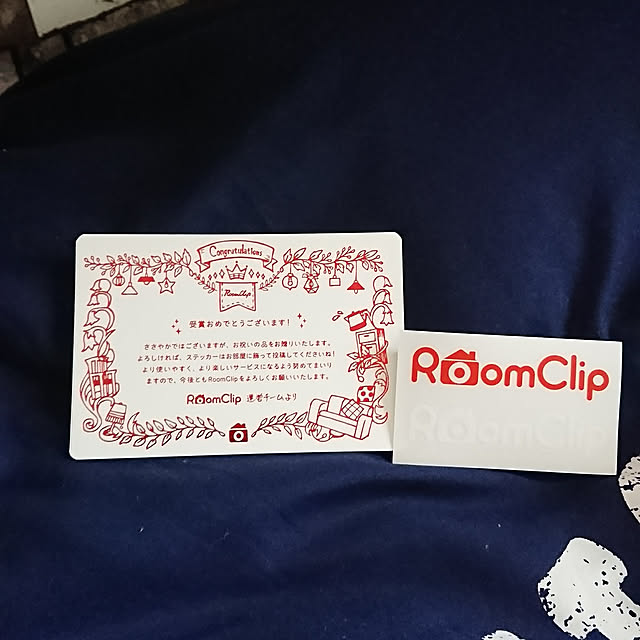 Congratulations
RoomClip
受賞おめでとうございます！
ささやかではございますが、お祝いの品をお贈りいたします。
よろしければ、ステッカーはお部屋に飾って投稿してくださいね！
より使いやすく、より楽しいサービスになるよう努めてまいり
ますので、今後ともRoomClipをよろしくお願いいたします。
RoomClip 運営チームより
RoomClip
RoomClip